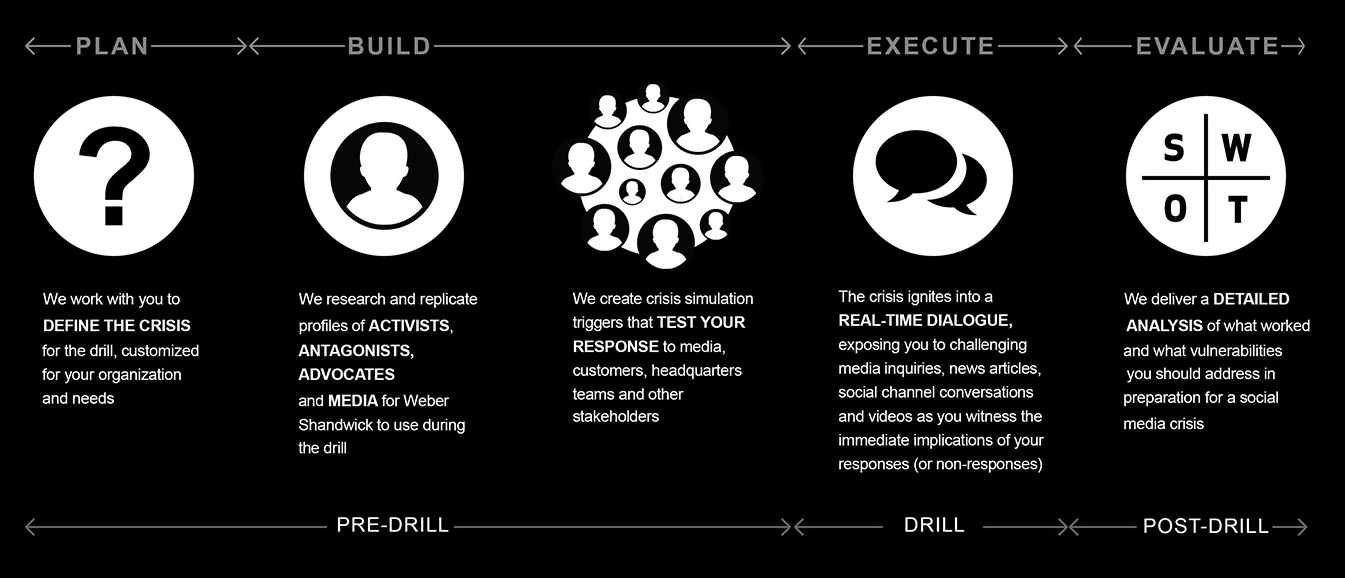 PLAN
BUILD
EXECUTE
EVALUATE
?
S W
O T
We work with you to
DEFINE THE CRISIS
for the drill, customized
for your organization
and needs
We research and replicate
profiles of ACTIVISTS,
ANTAGONISTS,
ADVOCATES
and MEDIA for Weber
Shandwick to use during
the drill
We create crisis simulation
triggers that TEST YOUR
RESPONSE to media,
customers, headquarters
teams and other
stakeholders
The crisis ignites into a
REAL-TIME DIALOGUE,
exposing you to challenging
media inquiries, news articles,
social channel conversations
and videos as you witness the
immediate implications of your
responses (or non-responses)
We deliver a DETAILED
ANALYSIS of what worked
and what vulnerabilities
you should address in
preparation for a social
media crisis
PRE-DRILL
DRILL
POST-DRILL